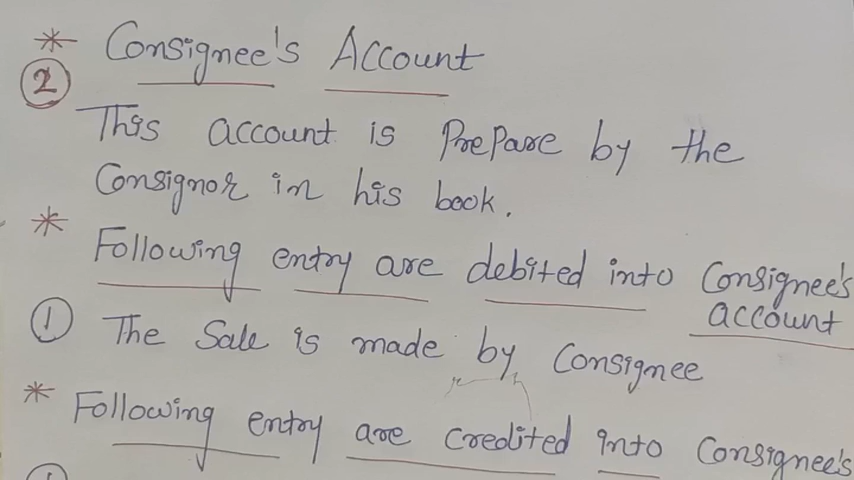 * Consignee's Account
② This account is Prepare by the
Consignor in his book.
* Following entry are debited into Consignee's
account
① The Sale is made by Consignee
* Following entry are credited into Consignee's
①